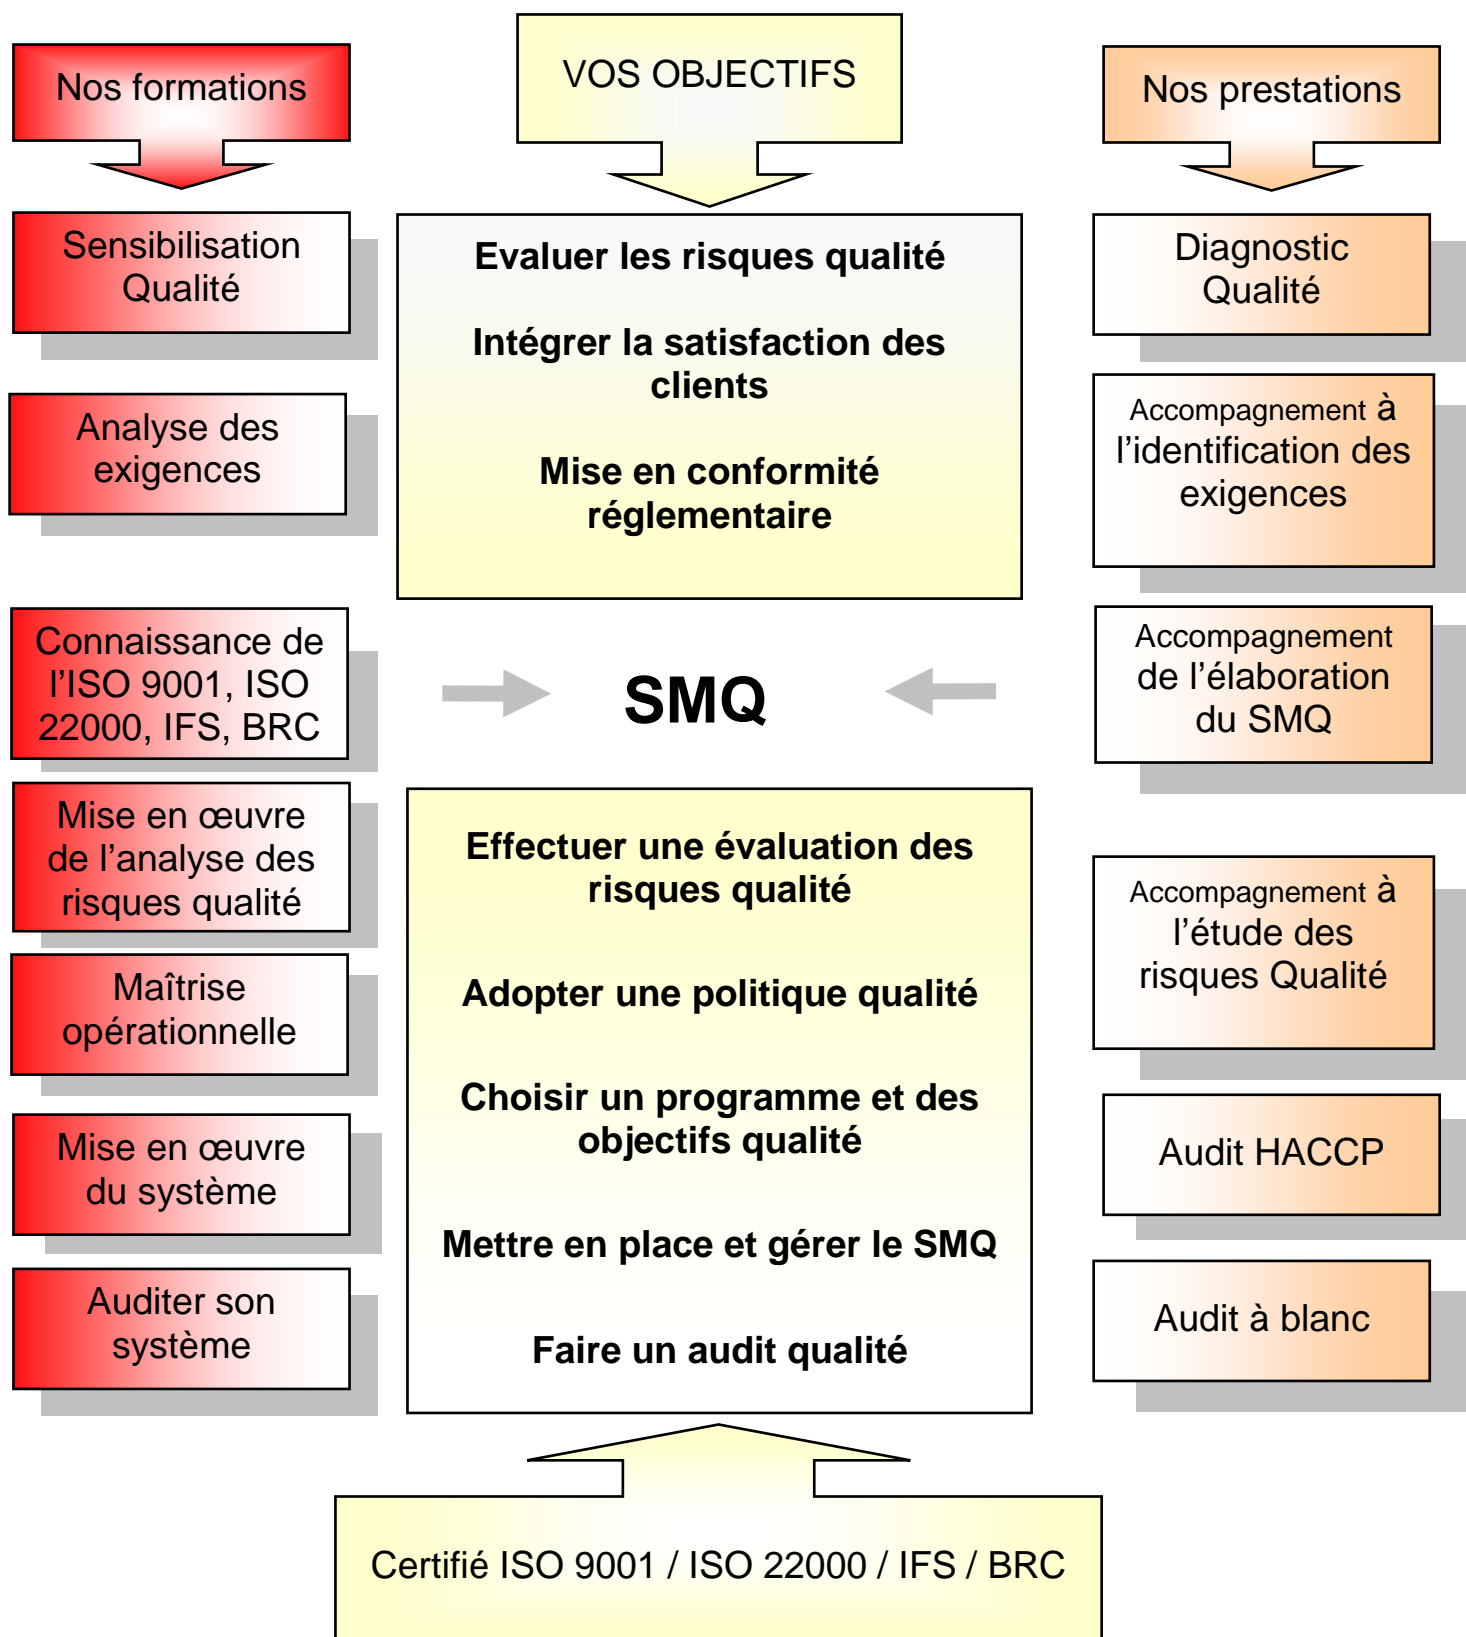 Nos formations
Sensibilisation
Qualité
Analyse des
exigences
Connaissance de
l’ISO 9001, ISO
22000, IFS, BRC
Mise en œuvre
de l’analyse des
risques qualité
Maîtrise
opérationnelle
Mise en œuvre
du système
Auditer son
système
VOS OBJECTIFS
Evaluer les risques qualité
Intégrer la satisfaction des
clients
Mise en conformité
réglementaire
SMQ
Effectuer une évaluation des
risques qualité
Adopter une politique qualité
Choisir un programme et des
objectifs qualité
Mettre en place et gérer le SMQ
Faire un audit qualité
Certifié ISO 9001 / ISO 22000 / IFS / BRC
Nos prestations
Diagnostic
Qualité
Accompagnement à
l’identification des
exigences
Accompagnement
de l’élaboration
du SMQ
Accompagnement à
l’étude des
risques Qualité
Audit HACCP
Audit à blanc